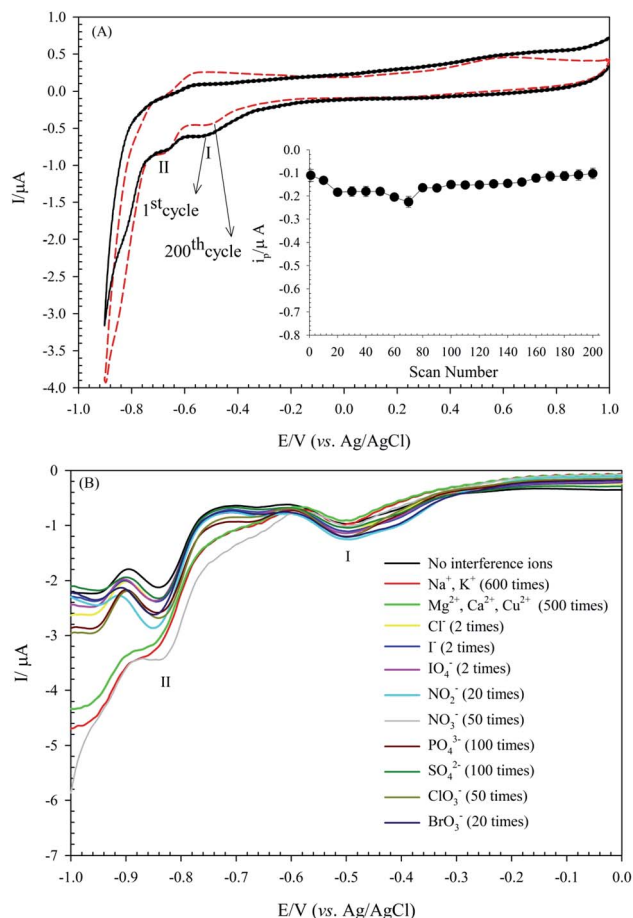 (A)
1.0
0.5
0.0
-0.5
-1.0
-1.5
-2.0
-2.5
-3.0
-3.5
-4.0
I/µA
II
I
1st cycle
200th cycle
0.0
-0.1
-0.2
-0.3
-0.4
-0.5
-0.6
-0.7
-0.8
ip/µ A
0 20 40 60 80 100 120 140 160 180 200
Scan Number
-1.0 -0.8 -0.6 -0.4 -0.2 0.0 0.2 0.4 0.6 0.8 1.0
E/V (vs. Ag/AgCl)
(B)
0
-1
-2
-3
-4
-5
-6
-7
I/ µA
I
II
No interference ions
Na⁺, K⁺ (600 times)
Mg²⁺, Ca²⁺, Cu²⁺ (500 times)
Cl⁻ (2 times)
I⁻ (2 times)
IO₄⁻ (2 times)
NO₂⁻ (20 times)
NO₃⁻ (50 times)
PO₄³⁻ (100 times)
SO₄²⁻ (100 times)
ClO₃⁻ (50 times)
BrO₃⁻ (20 times)
-1.0 -0.9 -0.8 -0.7 -0.6 -0.5 -0.4 -0.3 -0.2 -0.1 0.0
E/V (vs. Ag/AgCl)